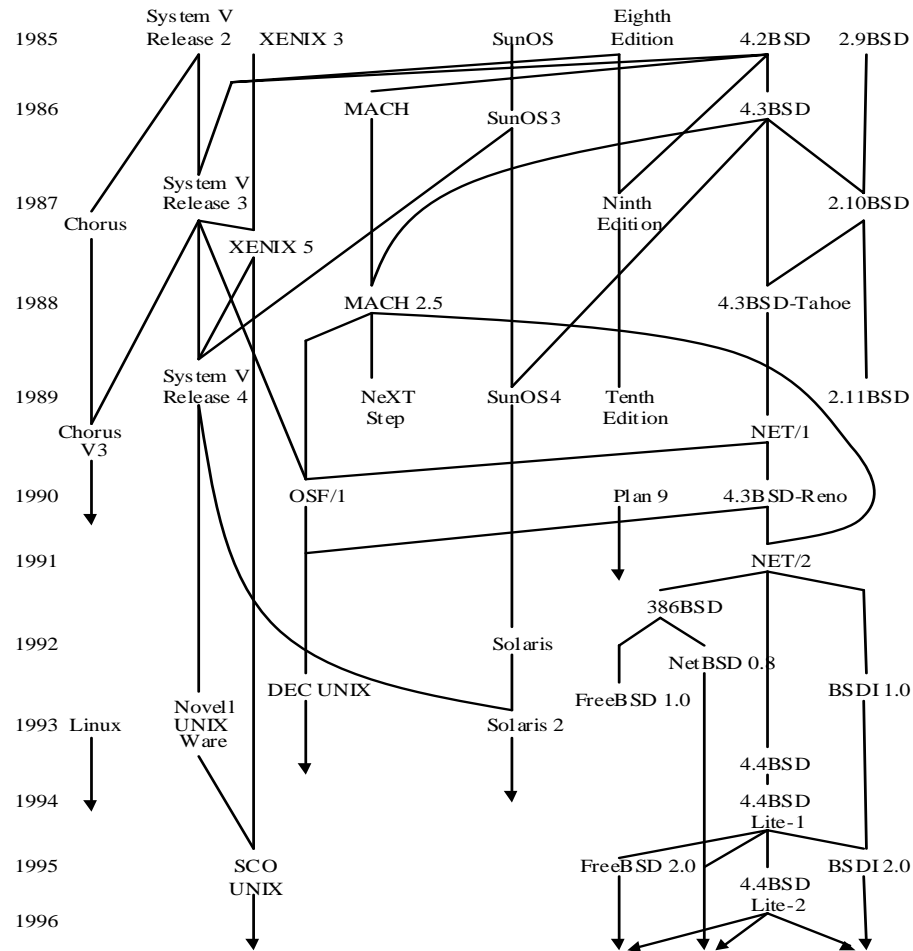 System V
Eighth
1985 Release 2 XENIX 3 SunOS Edition 4.2BSD 2.9BSD
1986 MACH SunOS3 4.3BSD
System V
1987 Release 3 Ninth 2.10BSD
Chorus Edition
XENIX 5
1988 MACH 2.5 4.3BSD-Tahoe
System V
1989 Release 4 NeXT SunOS4 Tenth 2.11BSD
Step Edition
Chorus NET/1
V3
1990 OSF/1 Plan 9 4.3BSD-Reno
1991 NET/2
386BSD
1992 Solaris
NetBSD 0.8
DEC UNIX FreeBSD 1.0 BSDI 1.0
Novell
1993 Linux UNIX Solaris 2
Ware
4.4BSD
1994 4.4BSD
Lite-1
1995 SCO FreeBSD 2.0 BSDI 2.0
UNIX 4.4BSD
Lite-2
1996